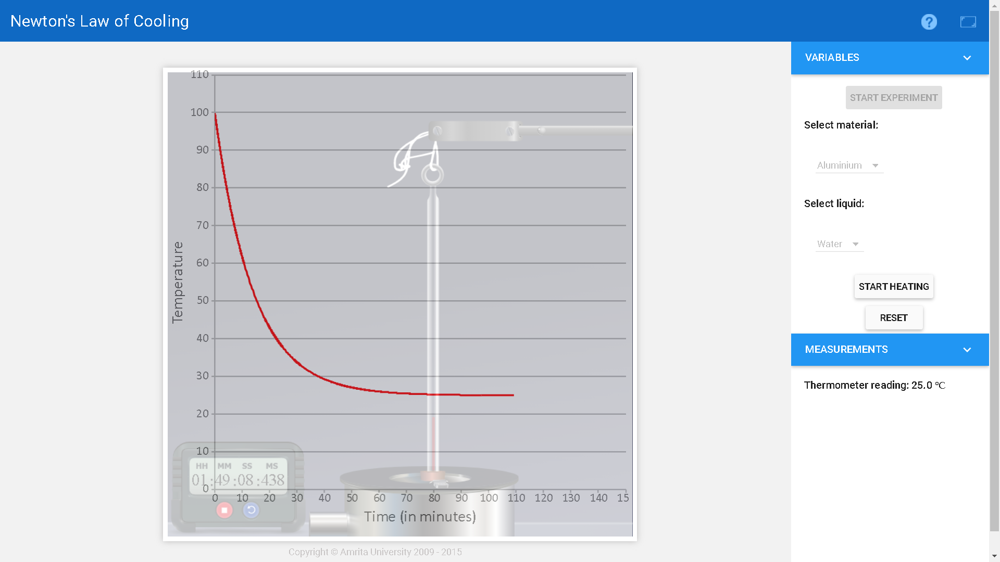 Newton's Law of Cooling
?
VARIABLES
START EXPERIMENT
Select material:
Aluminium
Select liquid:
Water
START HEATING
RESET
MEASUREMENTS
Thermometer reading: 25.0 °C
110
100
90
80
70
60
50
40
30
20
10
0
Temperature
HH MM SS MS
01:49:08:438
0 10 20 30 40 50 60 70 80 90 100 110 120 130 140 15
Time (in minutes)
Copyright © Amrita University 2009 - 2015